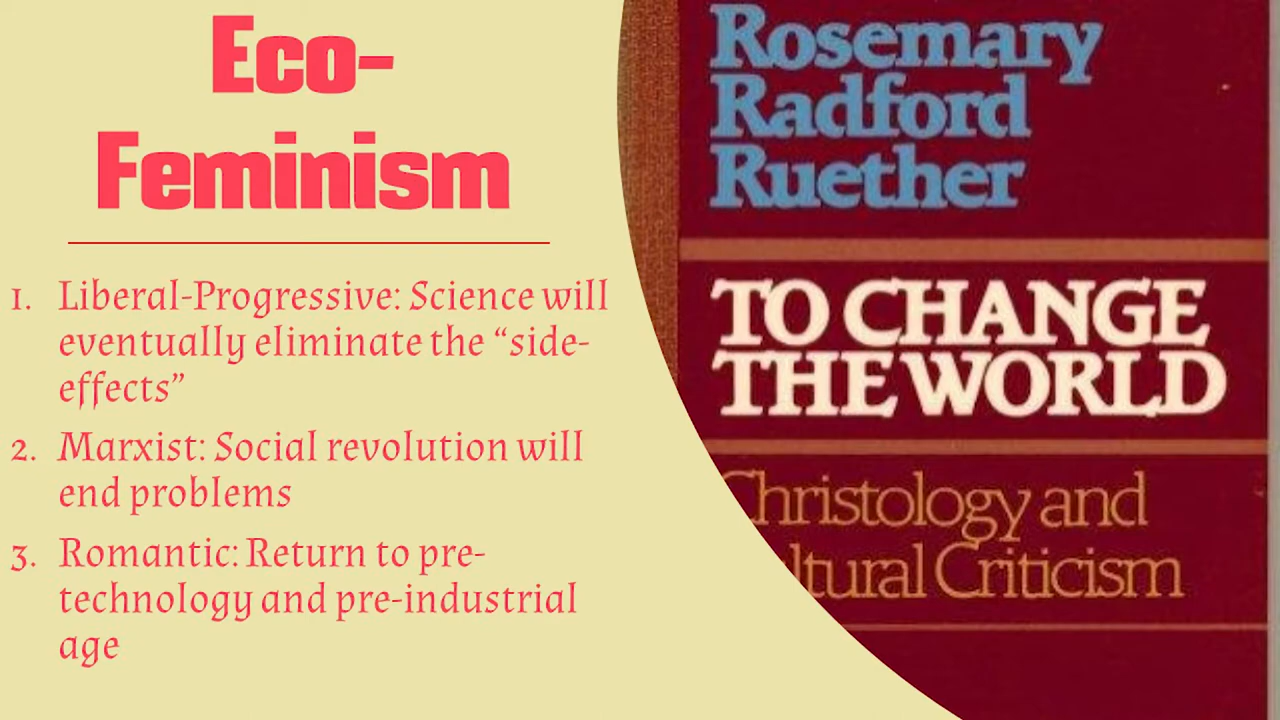 Eco-
Feminism
1. Liberal-Progressive: Science will
eventually eliminate the “side-
effects”
2. Marxist: Social revolution will
end problems
3. Romantic: Return to pre-
technology and pre-industrial
age
Rosemary
Radford
Ruether
TO CHANGE
THE WORLD
Christology and
ltural Criticism